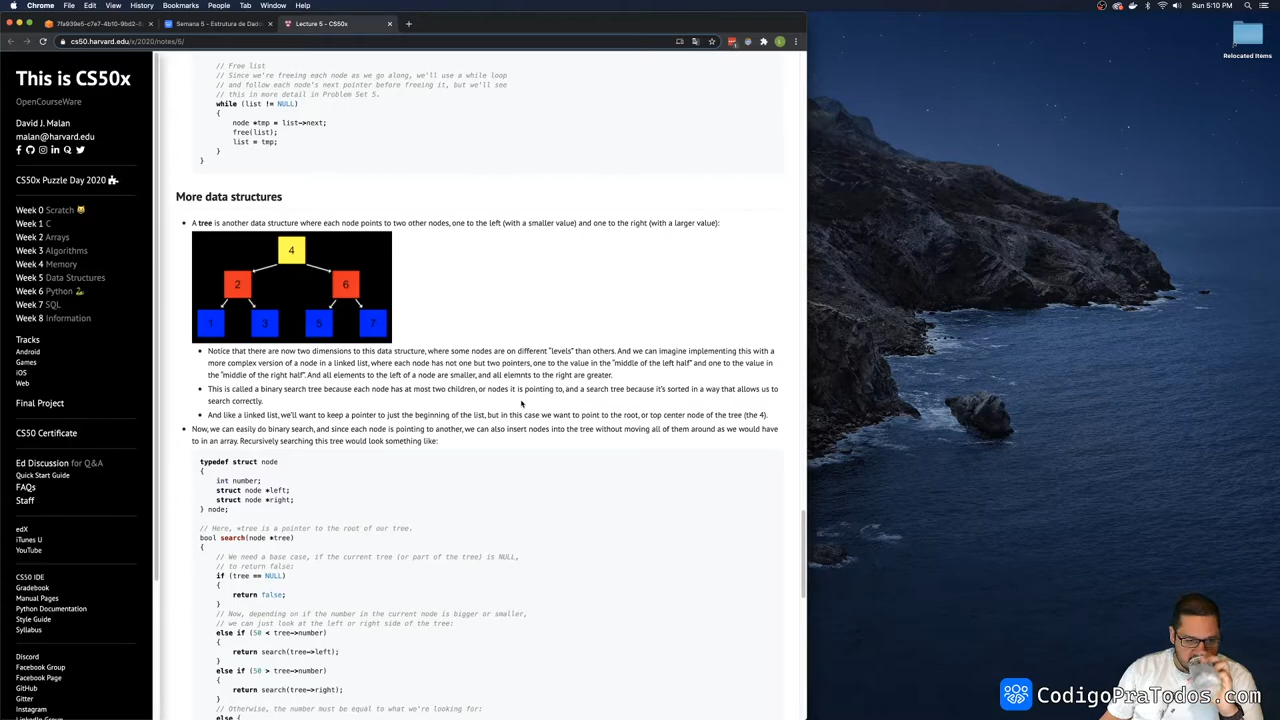 Chrome File Edit View History Bookmarks People Tab Window Help
Sun 5:10 PM
7fa939e5-c7e7-4b10-9bd2-8
Semana 5 - Estrutura de Dado
Lecture 5 - CS50x
cs50.harvard.edu/x/2020/notes/5/
Relocated Items
This is CS50x
OpenCourseWare
David J. Malan
malan@harvard.edu
CS50x Puzzle Day 2020
Week 0 Scratch
Week 1 C
Week 2 Arrays
Week 3 Algorithms
Week 4 Memory
Week 5 Data Structures
Week 6 Python
Week 7 SQL
Week 8 Information
Tracks
Android
Games
iOS
Web
Final Project
CS50 Certificate
Ed Discussion for Q&A
Quick Start Guide
FAQs
Staff
edX
iTunes U
YouTube
CS50 IDE
Gradebook
Manual Pages
Python Documentation
Style Guide
Syllabus
Discord
Facebook Group
Facebook Page
GitHub
Gitter
Instagram
LinkedIn Group
// Free list
// Since we're freeing each node as we go along, we'll use a while loop
// and follow each node's next pointer before freeing it, but we'll see
// this in more detail in Problem Set 5.
while (list != NULL)
{
node *tmp = list->next;
free(list);
list = tmp;
}
}
More data structures
• A tree is another data structure where each node points to two other nodes, one to the left (with a smaller value) and one to the right (with a larger value):
4
2 6
1 3 5 7
• Notice that there are now two dimensions to this data structure, where some nodes are on different "levels" than others. And we can imagine implementing this with a
more complex version of a node in a linked list, where each node has not one but two pointers, one to the value in the "middle of the left half" and one to the value in
the "middle of the right half". And all elements to the left of a node are smaller, and all elemnts to the right are greater.
• This is called a binary search tree because each node has at most two children, or nodes it is pointing to, and a search tree because it's sorted in a way that allows us to
search correctly.
• And like a linked list, we'll want to keep a pointer to just the beginning of the list, but in this case we want to point to the root, or top center node of the tree (the 4).
• Now, we can easily do binary search, and since each node is pointing to another, we can also insert nodes into the tree without moving all of them around as we would have
to in an array. Recursively searching this tree would look something like:
typedef struct node
{
int number;
struct node *left;
struct node *right;
} node;
// Here, *tree is a pointer to the root of our tree.
bool search(node *tree)
{
// We need a base case, if the current tree (or part of the tree) is NULL,
// to return false:
if (tree == NULL)
{
return false;
}
// Now, depending on if the number in the current node is bigger or smaller,
// we can just look at the left or right side of the tree:
else if (50 < tree->number)
{
return search(tree->left);
}
else if (50 > tree->number)
{
return search(tree->right);
}
// Otherwise, the number must be equal to what we're looking for:
else {
CodigoPraTodos.com